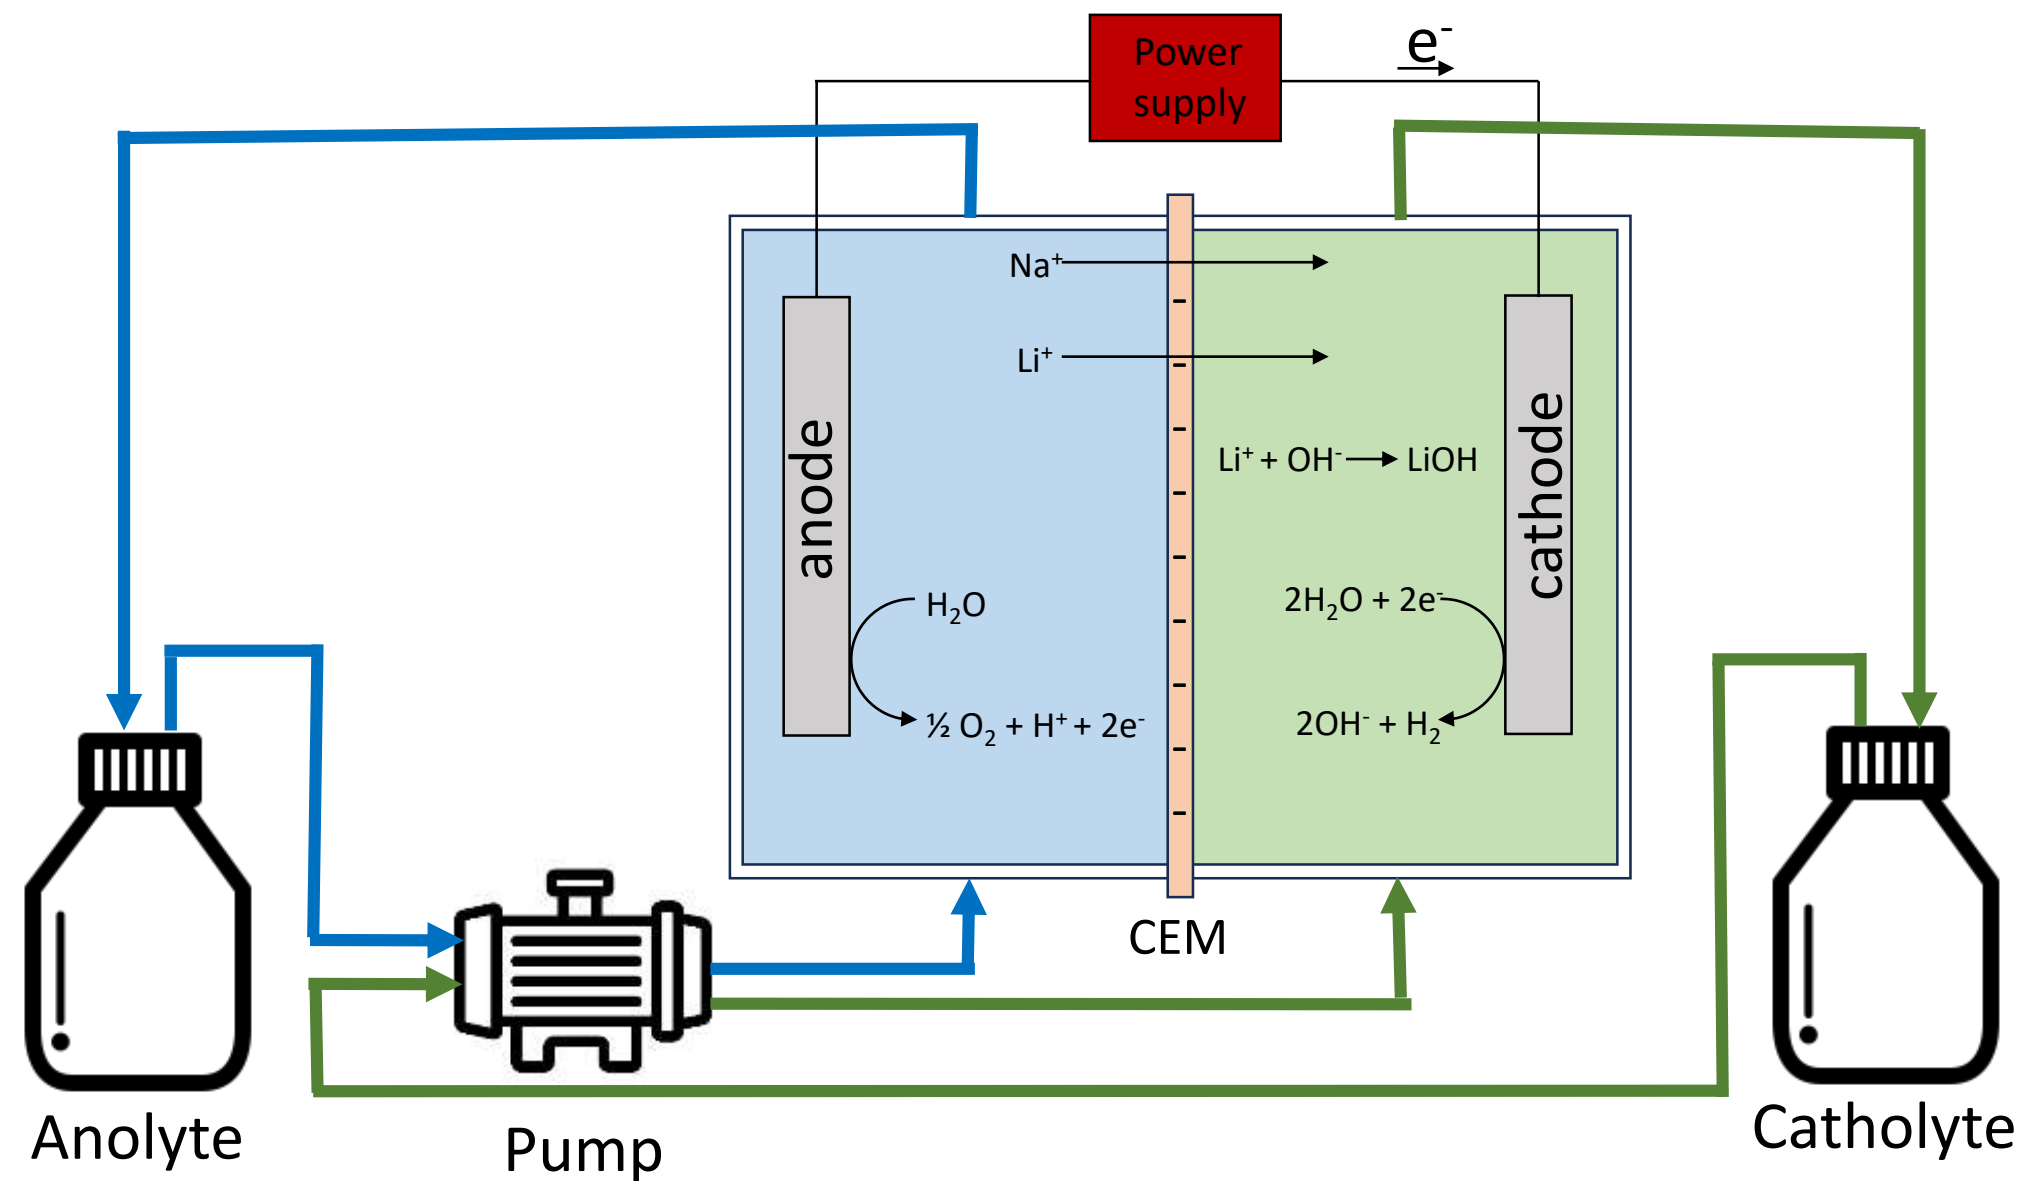 Power
supply
e⁻
Na⁺
Li⁺
anode
cathode
Li⁺ + OH⁻ → LiOH
H₂O
2H₂O + 2e⁻
½ O₂ + H⁺ + 2e⁻
2OH⁻ + H₂
CEM
Anolyte
Pump
Catholyte